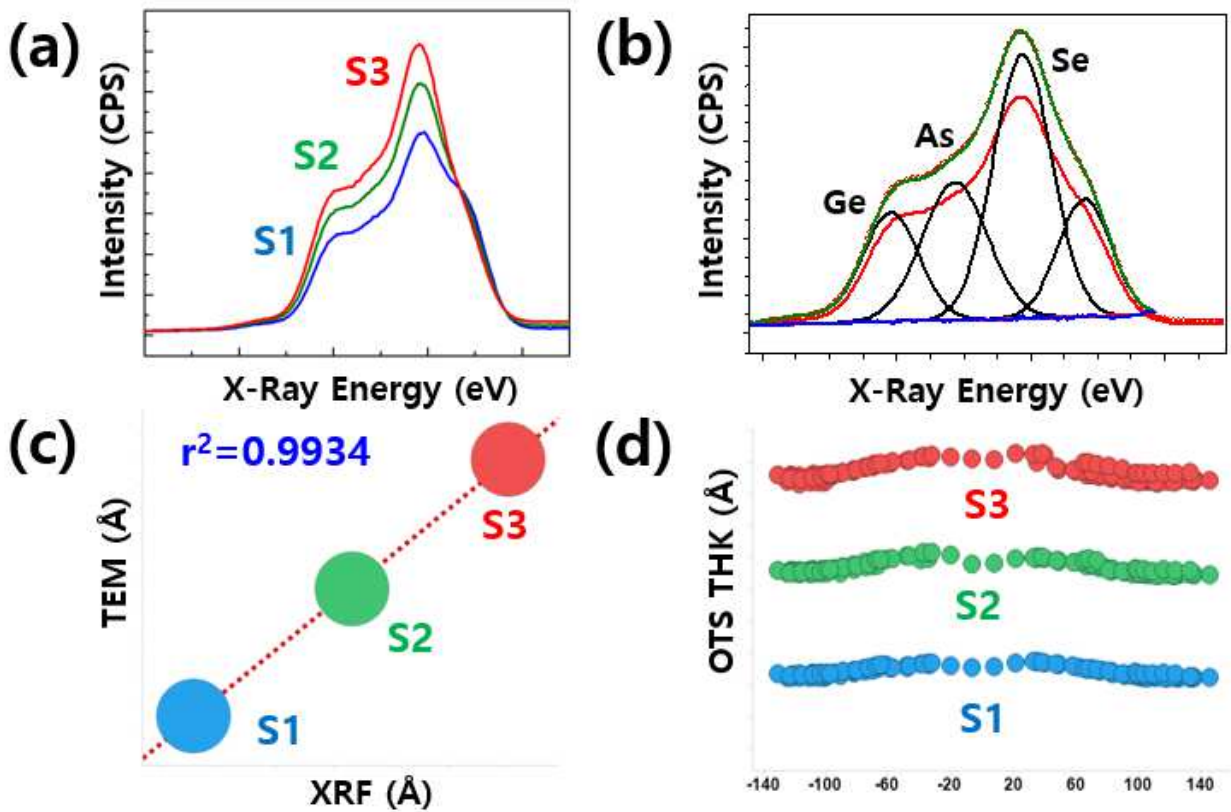 (a)
Intensity (CPS)
S3
S2
S1
X-Ray Energy (eV)
(b)
Intensity (CPS)
Se
As
Ge
X-Ray Energy (eV)
(c)
r²=0.9934
TEM (Å)
S3
S2
S1
XRF (Å)
(d)
OTS THK (Å)
S3
S2
S1
-140 -100 -60 -20 20 60 100 140